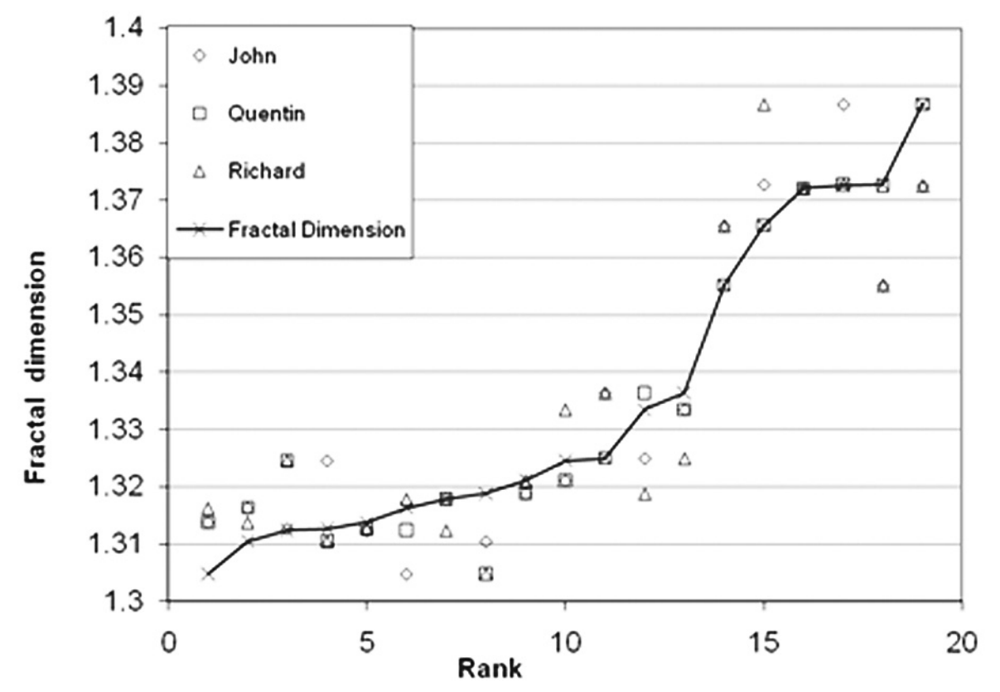 1.4
1.39
1.38
1.37
1.36
1.35
1.34
1.33
1.32
1.31
1.3
John
Quentin
Richard
Fractal Dimension
Fractal dimension
0 5 10 15 20
Rank